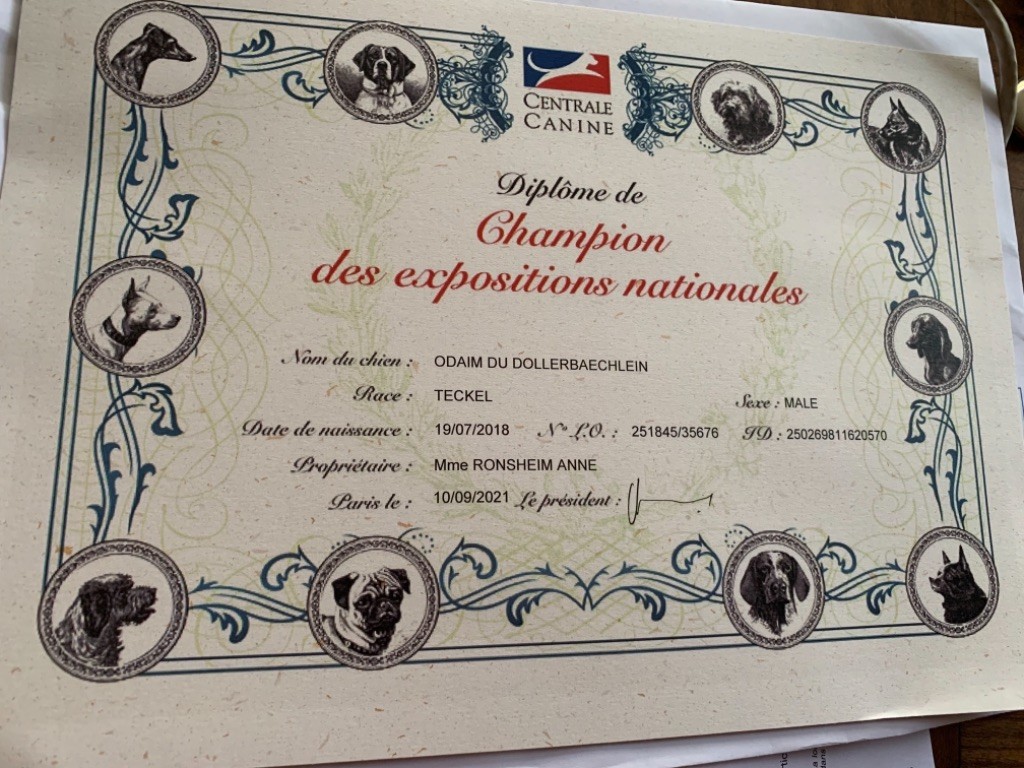 CENTRALE
CANINE
Diplôme de
Champion
des expositions nationales
Nom du chien : ODAIM DU DOLLERBAECHLEIN
Race : TECKEL Sexe : MALE
Date de naissance : 19/07/2018 N° L.O. : 251845/35676 ID : 250269811620570
Propriétaire : Mme RONSHEIM ANNE
Paris le : 10/09/2021 Le président :